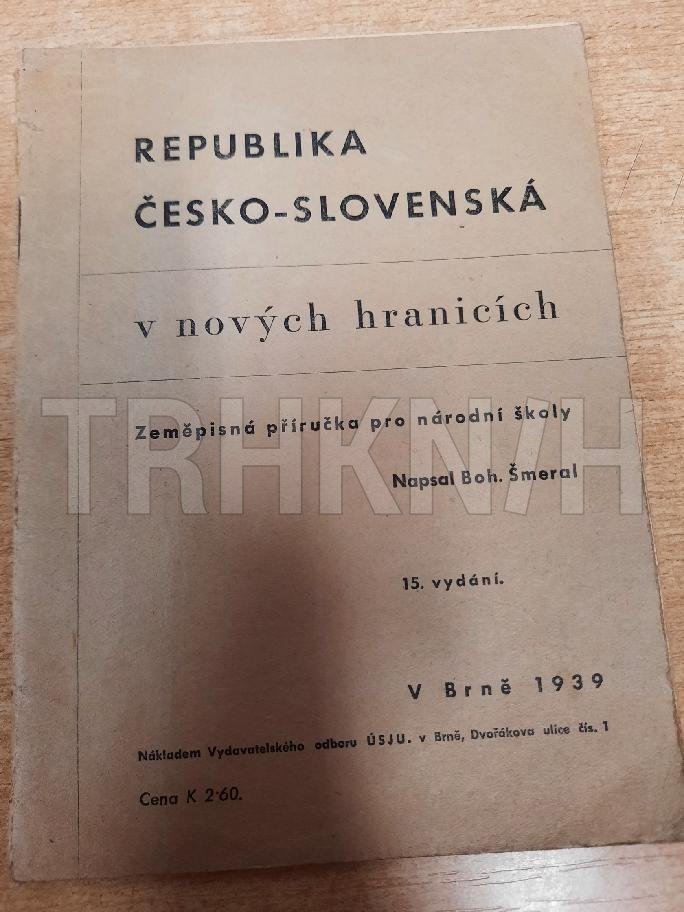 REPUBLIKA
ČESKO-SLOVENSKÁ
v nových hranicích
Zeměpisná příručka pro národní školy
Napsal Boh. Šmeral
TRHKNIH
15. vydání.
V Brně 1939
Nákladem Vydavatelského odboru ÚSJU. v Brně, Dvořákova ulice čís. 1
Cena K 2·60.